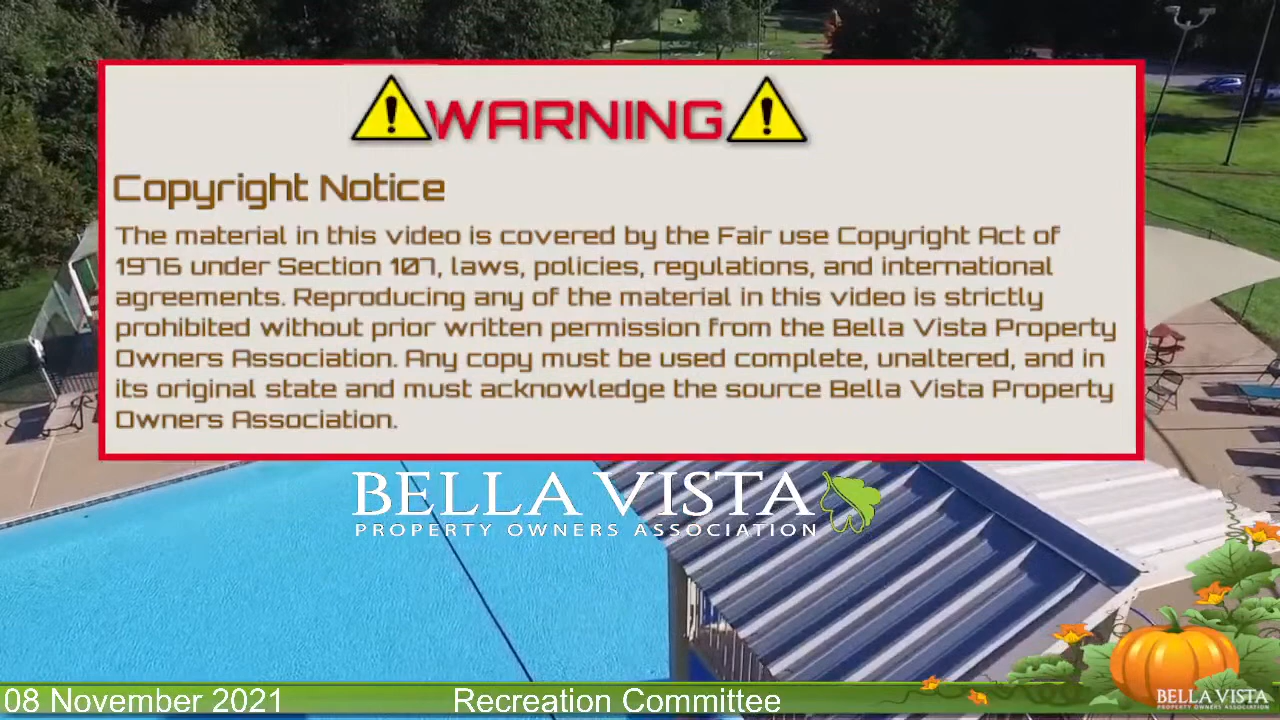 WARNING
Copyright Notice
The material in this video is covered by the Fair use Copyright Act of
1976 under Section 107, laws, policies, regulations, and international
agreements. Reproducing any of the material in this video is strictly
prohibited without prior written permission from the Bella Vista Property
Owners Association. Any copy must be used complete, unaltered, and in
its original state and must acknowledge the source Bella Vista Property
Owners Association.
BELLA VISTA
PROPERTY OWNERS ASSOCIATION
08 November 2021
Recreation Committee
BELLA VISTA
PROPERTY OWNERS ASSOCIATION